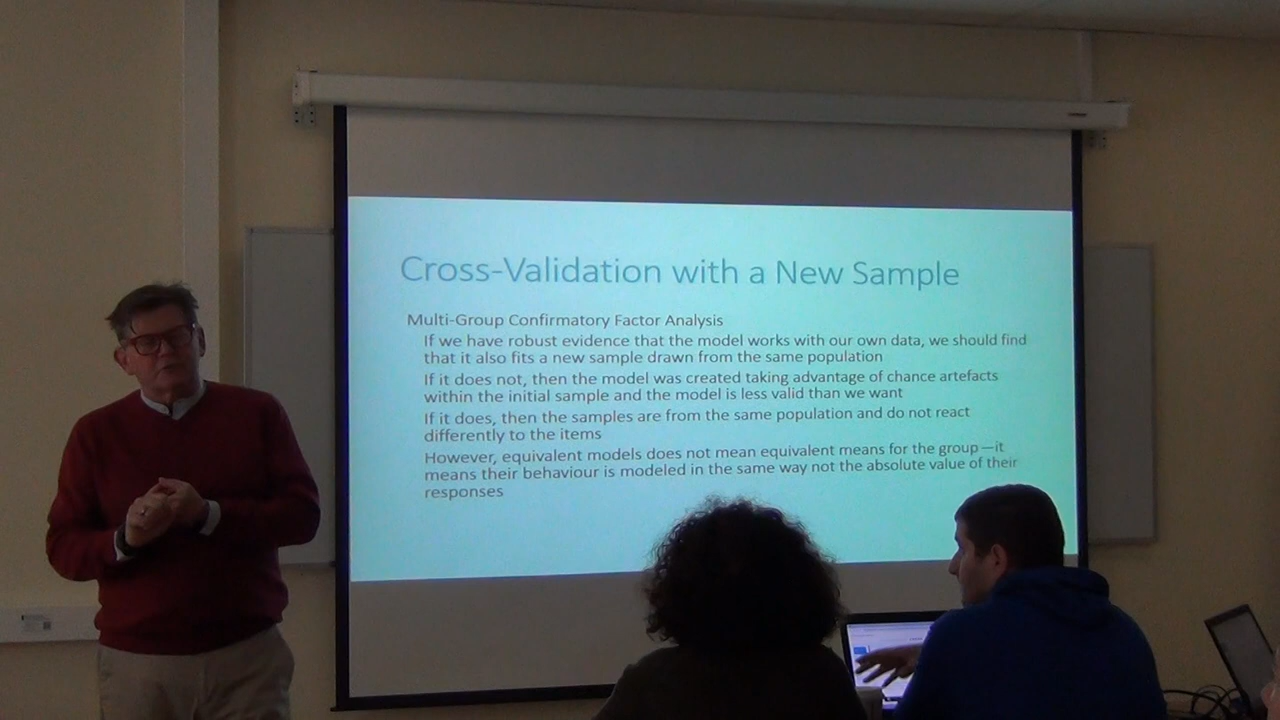 Cross-Validation with a New Sample
Multi-Group Confirmatory Factor Analysis
If we have robust evidence that the model works with our own data, we should find
that it also fits a new sample drawn from the same population
If it does not, then the model was created taking advantage of chance artefacts
within the initial sample and the model is less valid than we want
If it does, then the samples are from the same population and do not react
differently to the items
However, equivalent models does not mean equivalent means for the group—it
means their behaviour is modeled in the same way not the absolute value of their
responses